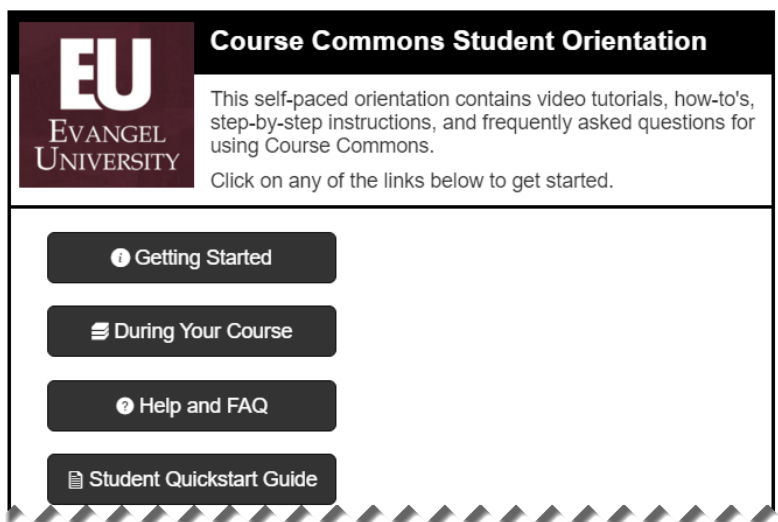 EU
EVANGEL
UNIVERSITY
Course Commons Student Orientation
This self-paced orientation contains video tutorials, how-to's,
step-by-step instructions, and frequently asked questions for
using Course Commons.
Click on any of the links below to get started.
Getting Started
During Your Course
Help and FAQ
Student Quickstart Guide